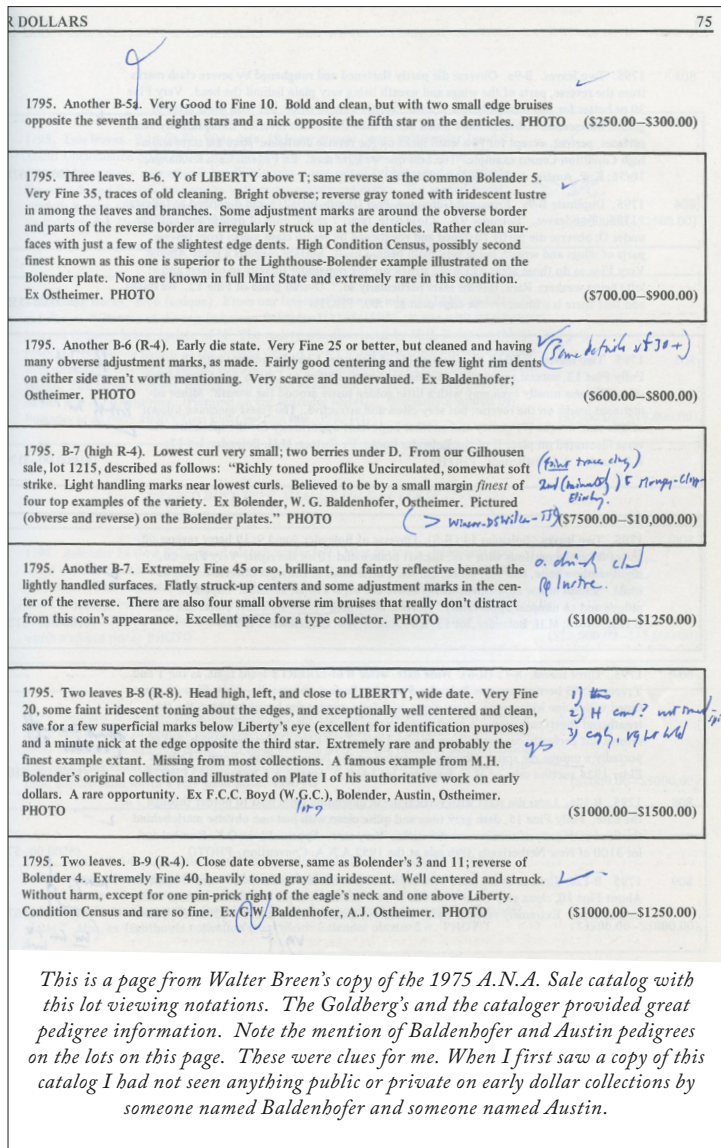 R DOLLARS 75
1795. Another B-5a. Very Good to Fine 10. Bold and clean, but with two small edge bruises
opposite the seventh and eighth stars and a nick opposite the fifth star on the denticles. PHOTO ($250.00–$300.00)
1795. Three leaves. B-6. Y of LIBERTY above T; same reverse as the common Bolender 5.
Very Fine 35, traces of old cleaning. Bright obverse; reverse gray toned with iridescent lustre
in among the leaves and branches. Some adjustment marks are around the obverse border
and parts of the reverse border are irregularly struck up at the denticles. Rather clean sur-
faces with just a few of the slightest edge dents. High Condition Census, possibly second
finest known as this one is superior to the Lighthouse-Bolender example illustrated on the
Bolender plate. None are known in full Mint State and extremely rare in this condition.
Ex Ostheimer. PHOTO ($700.00–$900.00)
1795. Another B-6 (R-4). Early die state. Very Fine 25 or better, but cleaned and having
many obverse adjustment marks, as made. Fairly good centering and the few light rim dents
on either side aren't worth mentioning. Very scarce and undervalued. Ex Baldenhofer;
Ostheimer. PHOTO ($600.00–$800.00)
(Some details vf 30+)
1795. B-7 (high R-4). Lowest curl very small; two berries under D. From our Gilhousen
sale, lot 1215, described as follows: "Richly toned prooflike Uncirculated, somewhat soft
strike. Light handling marks near lowest curls. Believed to be by a small margin finest of
four top examples of the variety. Ex Bolender, W. G. Baldenhofer, Ostheimer. Pictured
(obverse and reverse) on the Bolender plates." PHOTO ($7500.00–$10,000.00)
1795. Another B-7. Extremely Fine 45 or so, brilliant, and faintly reflective beneath the
lightly handled surfaces. Flatly struck-up centers and some adjustment marks in the cen-
ter of the reverse. There are also four small obverse rim bruises that really don't distract
from this coin's appearance. Excellent piece for a type collector. PHOTO ($1000.00–$1250.00)
lustre.
1795. Two leaves B-8 (R-8). Head high, left, and close to LIBERTY, wide date. Very Fine
20, some faint iridescent toning about the edges, and exceptionally well centered and clean,
save for a few superficial marks below Liberty's eye (excellent for identification purposes)
and a minute nick at the edge opposite the third star. Extremely rare and probably the
finest example extant. Missing from most collections. A famous example from M.H.
Bolender's original collection and illustrated on Plate I of his authoritative work on early
dollars. A rare opportunity. Ex F.C.C. Boyd (W.G.C.), Bolender, Austin, Ostheimer.
PHOTO ($1000.00–$1500.00)
1)
2)
yes 3)
1795. Two leaves. B-9 (R-4). Close date obverse, same as Bolender's 3 and 11; reverse of
Bolender 4. Extremely Fine 40, heavily toned gray and iridescent. Well centered and struck.
Without harm, except for one pin-prick right of the eagle's neck and one above Liberty.
Condition Census and rare so fine. Ex G.W. Baldenhofer, A.J. Ostheimer. PHOTO ($1000.00–$1250.00)
This is a page from Walter Breen's copy of the 1975 A.N.A. Sale catalog with
this lot viewing notations. The Goldberg's and the cataloger provided great
pedigree information. Note the mention of Baldenhofer and Austin pedigrees
on the lots on this page. These were clues for me. When I first saw a copy of this
catalog I had not seen anything public or private on early dollar collections by
someone named Baldenhofer and someone named Austin.